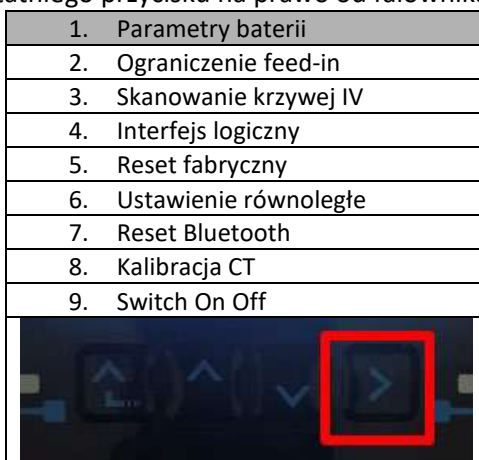 1. Parametry baterii
2. Ograniczenie feed-in
3. Skanowanie krzywej IV
4. Interfejs logiczny
5. Reset fabryczny
6. Ustawienie równoległe
7. Reset Bluetooth
8. Kalibracja CT
9. Switch On Off